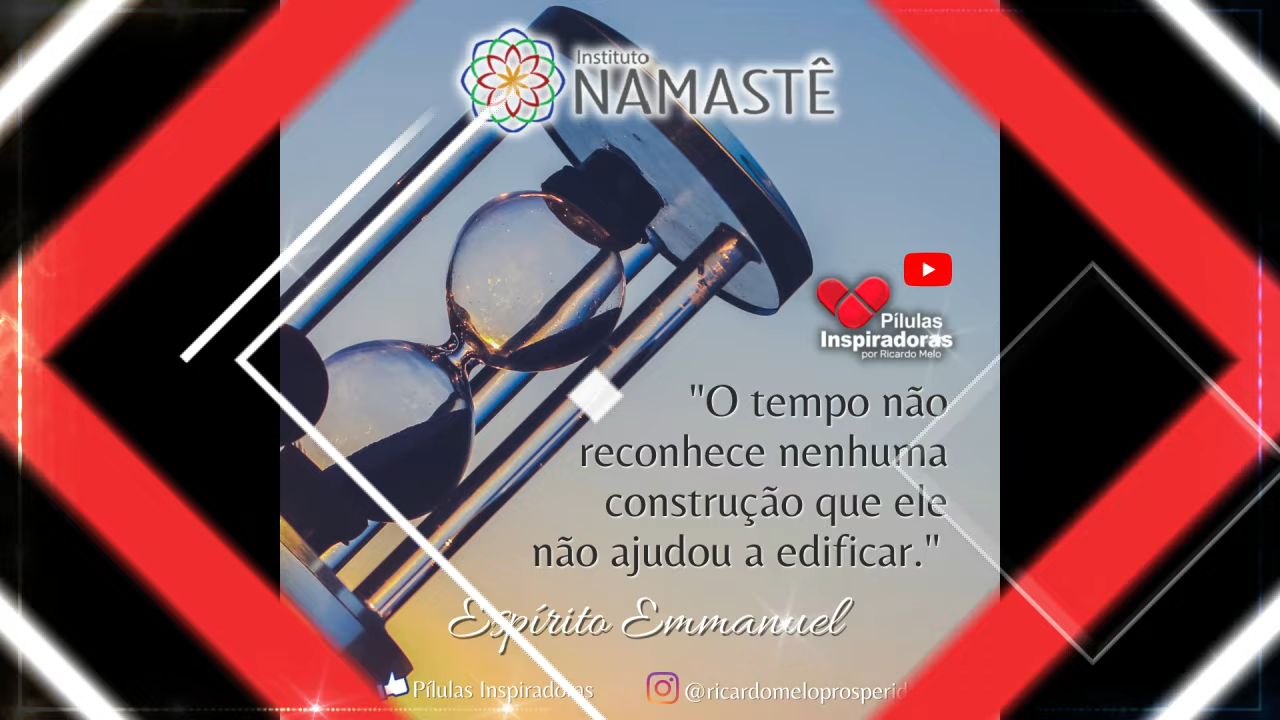 Instituto
NAMASTÊ
Pílulas
Inspiradoras
por Ricardo Melo
"O tempo não
reconhece nenhuma
construção que ele
não ajudou a edificar."
Espírito Emmanuel
Pílulas Inspiradoras